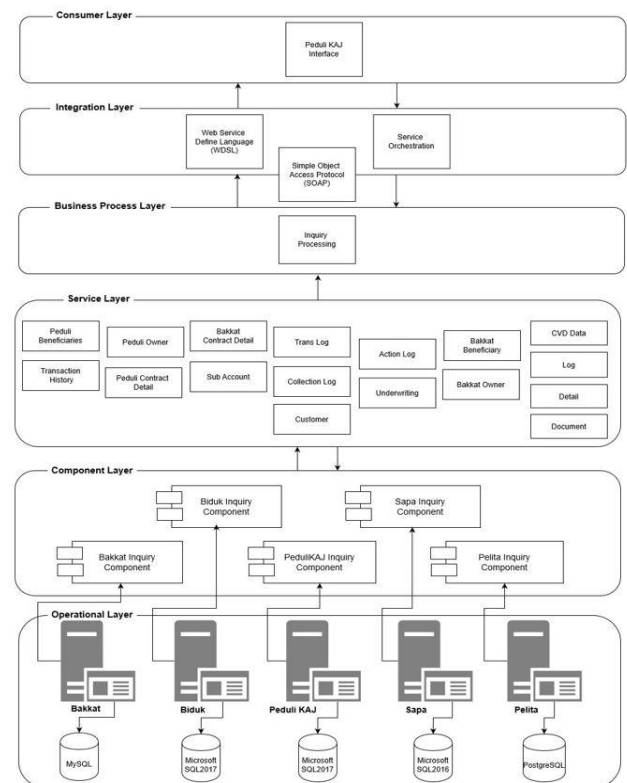 Consumer Layer
Peduli KAJ
Interface
Integration Layer
Web Service
Define Language
(WDSL)
Service
Orchestration
Simple Object
Access Protocol
(SOAP)
Business Process Layer
Inquiry
Processing
Service Layer
Peduli
Beneficiaries
Peduli Owner
Bakkat
Contract Detail
Trans Log
Action Log
Bakkat
Beneficiary
CVD Data
Transaction
History
Peduli Contract
Detail
Sub Account
Collection Log
Underwriting
Bakkat Owner
Log
Detail
Customer
Document
Component Layer
Biduk Inquiry
Component
Sapa Inquiry
Component
Bakkat Inquiry
Component
PeduliKAJ Inquiry
Component
Pelita Inquiry
Component
Operational Layer
Bakkat
Biduk
Peduli KAJ
Sapa
Pelita
MySQL
Microsoft
SQL2017
Microsoft
SQL2017
Microsoft
SQL2016
PostgreSQL